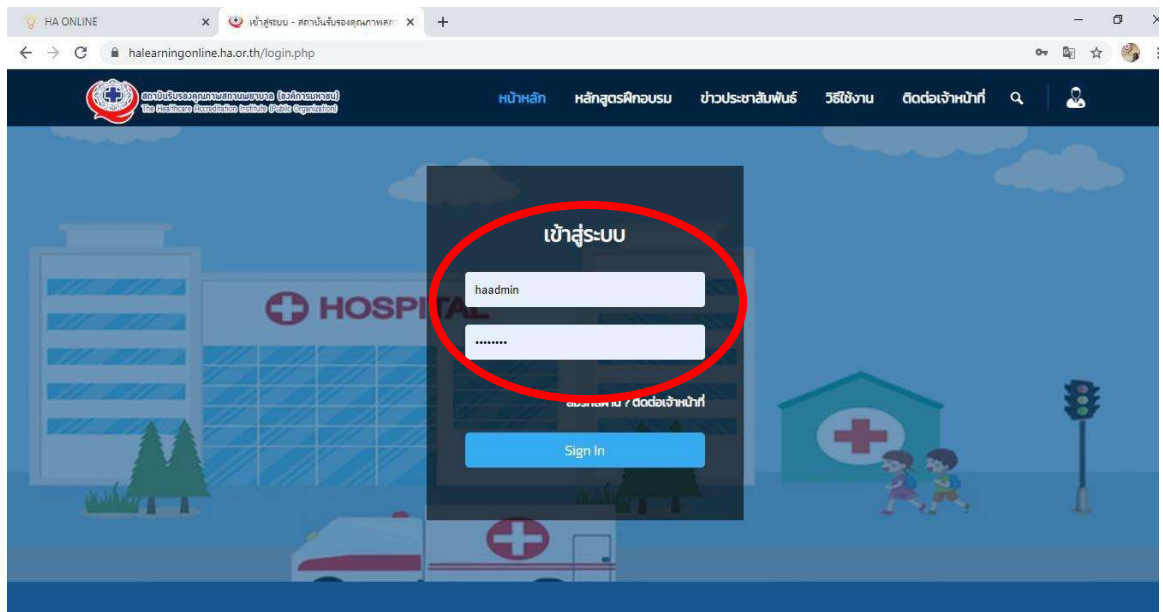 HA ONLINE
เข้าสู่ระบบ - สถาบันรับรองคุณภาพสถา
halearningonline.ha.or.th/login.php
สถาบันรับรองคุณภาพสถานพยาบาล (องค์การมหาชน)
The Healthcare Accreditation Institute (Public Organization)
หน้าหลัก หลักสูตรฝึกอบรม ข่าวประชาสัมพันธ์ วิธีใช้งาน ติดต่อเจ้าหน้าที่
เข้าสู่ระบบ
haadmin
HOSPITAL
••••••••
? ติดต่อเจ้าหน้าที่
Sign In